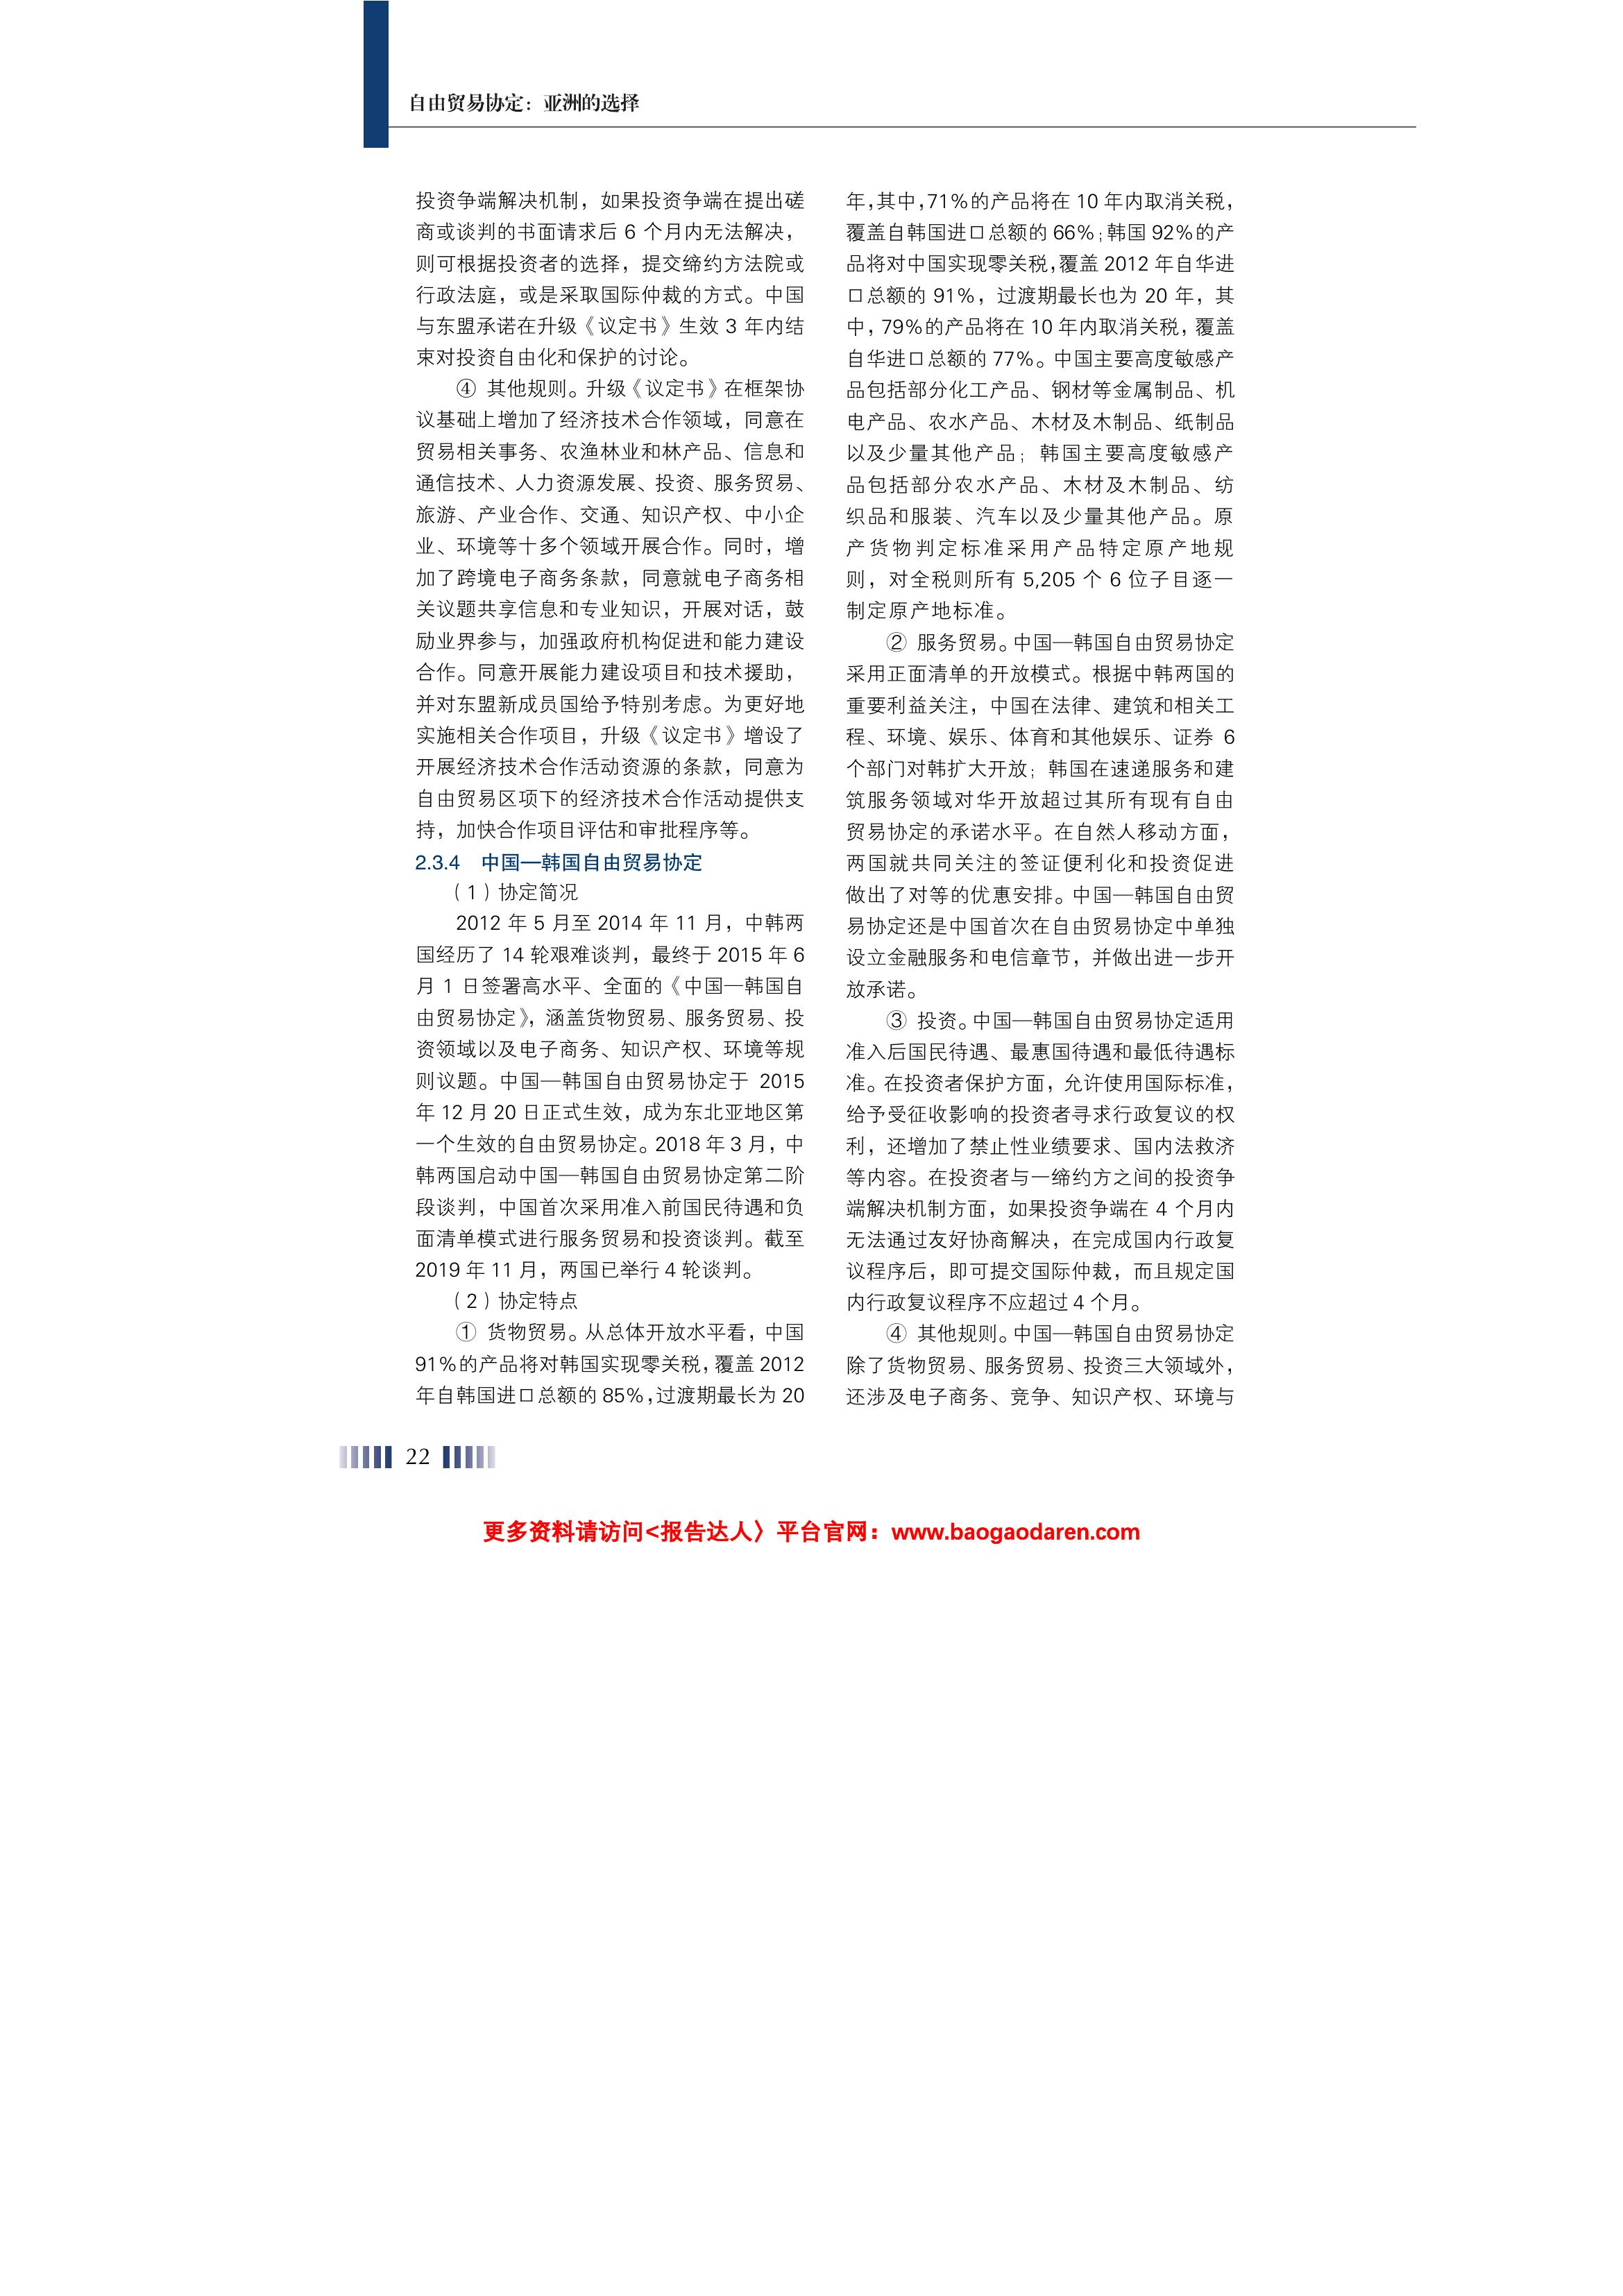 自由贸易协定：亚洲的选择
投资争端解决机制，如果投资争端在提出磋
商或谈判的书面请求后 6 个月内无法解决，
则可根据投资者的选择，提交缔约方法院或
行政法庭，或是采取国际仲裁的方式。中国
与东盟承诺在升级《议定书》生效 3 年内结
束对投资自由化和保护的讨论。
④ 其他规则。升级《议定书》在框架协
议基础上增加了经济技术合作领域，同意在
贸易相关事务、农渔林业和林产品、信息和
通信技术、人力资源发展、投资、服务贸易、
旅游、产业合作、交通、知识产权、中小企
业、环境等十多个领域开展合作。同时，增
加了跨境电子商务条款，同意就电子商务相
关议题共享信息和专业知识，开展对话，鼓
励业界参与，加强政府机构促进和能力建设
合作。同意开展能力建设项目和技术援助，
并对东盟新成员国给予特别考虑。为更好地
实施相关合作项目，升级《议定书》增设了
开展经济技术合作活动资源的条款，同意为
自由贸易区项下的经济技术合作活动提供支
持，加快合作项目评估和审批程序等。
2.3.4 中国—韩国自由贸易协定
（1）协定简况
2012 年 5 月至 2014 年 11 月，中韩两
国经历了 14 轮艰难谈判，最终于 2015 年 6
月 1 日签署高水平、全面的《中国—韩国自
由贸易协定》，涵盖货物贸易、服务贸易、投
资领域以及电子商务、知识产权、环境等规
则议题。中国—韩国自由贸易协定于 2015
年 12 月 20 日正式生效，成为东北亚地区第
一个生效的自由贸易协定。2018 年 3 月，中
韩两国启动中国—韩国自由贸易协定第二阶
段谈判，中国首次采用准入前国民待遇和负
面清单模式进行服务贸易和投资谈判。截至
2019 年 11 月，两国已举行 4 轮谈判。
（2）协定特点
① 货物贸易。从总体开放水平看，中国
91%的产品将对韩国实现零关税，覆盖 2012
年自韩国进口总额的 85%，过渡期最长为 20
年，其中，71%的产品将在 10 年内取消关税，
覆盖自韩国进口总额的 66%；韩国 92%的产
品将对中国实现零关税，覆盖 2012 年自华进
口总额的 91%，过渡期最长也为 20 年，其
中，79%的产品将在 10 年内取消关税，覆盖
自华进口总额的 77%。中国主要高度敏感产
品包括部分化工产品、钢材等金属制品、机
电产品、农水产品、木材及木制品、纸制品
以及少量其他产品；韩国主要高度敏感产
品包括部分农水产品、木材及木制品、纺
织品和服装、汽车以及少量其他产品。原
产货物判定标准采用产品特定原产地规
则，对全税则所有 5,205 个 6 位子目逐一
制定原产地标准。
② 服务贸易。中国—韩国自由贸易协定
采用正面清单的开放模式。根据中韩两国的
重要利益关注，中国在法律、建筑和相关工
程、环境、娱乐、体育和其他娱乐、证券 6
个部门对韩扩大开放；韩国在速递服务和建
筑服务领域对华开放超过其所有现有自由
贸易协定的承诺水平。在自然人移动方面，
两国就共同关注的签证便利化和投资促进
做出了对等的优惠安排。中国—韩国自由贸
易协定还是中国首次在自由贸易协定中单独
设立金融服务和电信章节，并做出进一步开
放承诺。
③ 投资。中国—韩国自由贸易协定适用
准入后国民待遇、最惠国待遇和最低待遇标
准。在投资者保护方面，允许使用国际标准，
给予受征收影响的投资者寻求行政复议的权
利，还增加了禁止性业绩要求、国内法救济
等内容。在投资者与一缔约方之间的投资争
端解决机制方面，如果投资争端在 4 个月内
无法通过友好协商解决，在完成国内行政复
议程序后，即可提交国际仲裁，而且规定国
内行政复议程序不应超过 4 个月。
④ 其他规则。中国—韩国自由贸易协定
除了货物贸易、服务贸易、投资三大领域外，
还涉及电子商务、竞争、知识产权、环境与
22
更多资料请访问<报告达人〉平台官网：www.baogaodaren.com